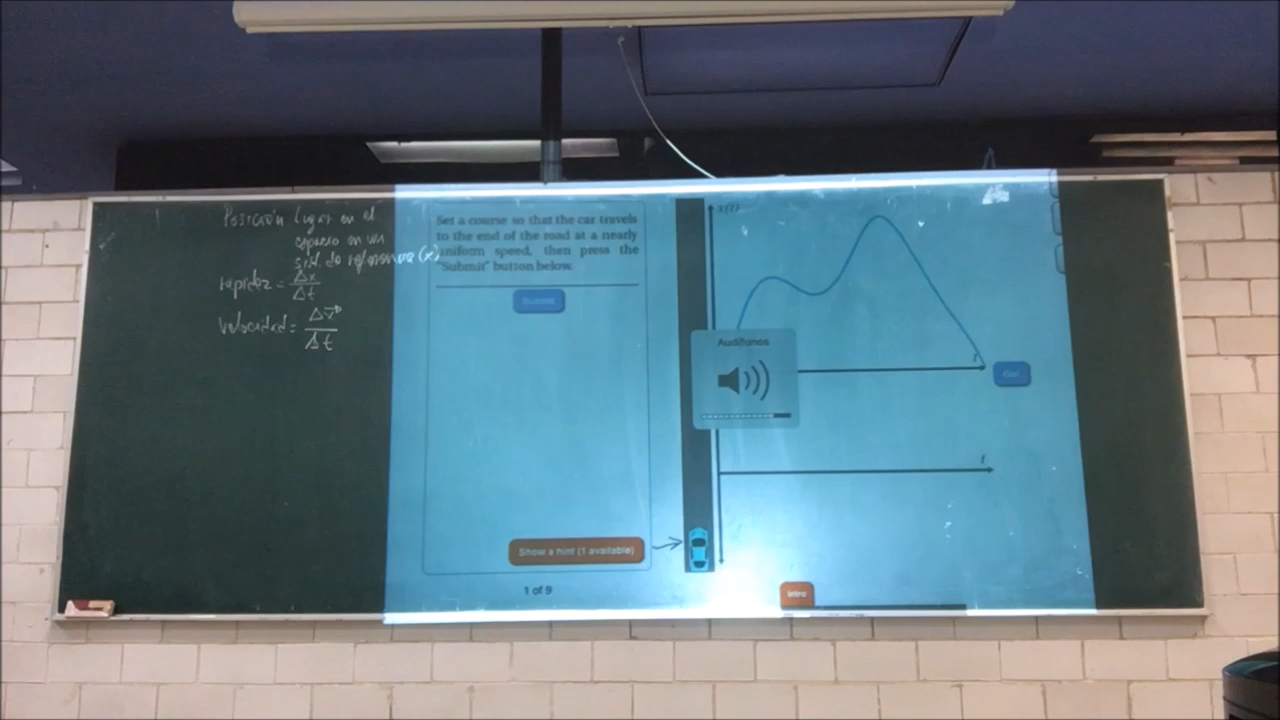 Posición lugar en el
espacio en un
sist. de referencia (x)
rapidez = Δx
Δt
Velocidad = Δx⃗
Δt
Set a course so that the car travels
to the end of the road at a nearly
uniform speed, then press the
"Submit" button below.
Submit
Show a hint (1 available)
1 of 9
x(t)
Audífonos
t
Go!
t
Intro